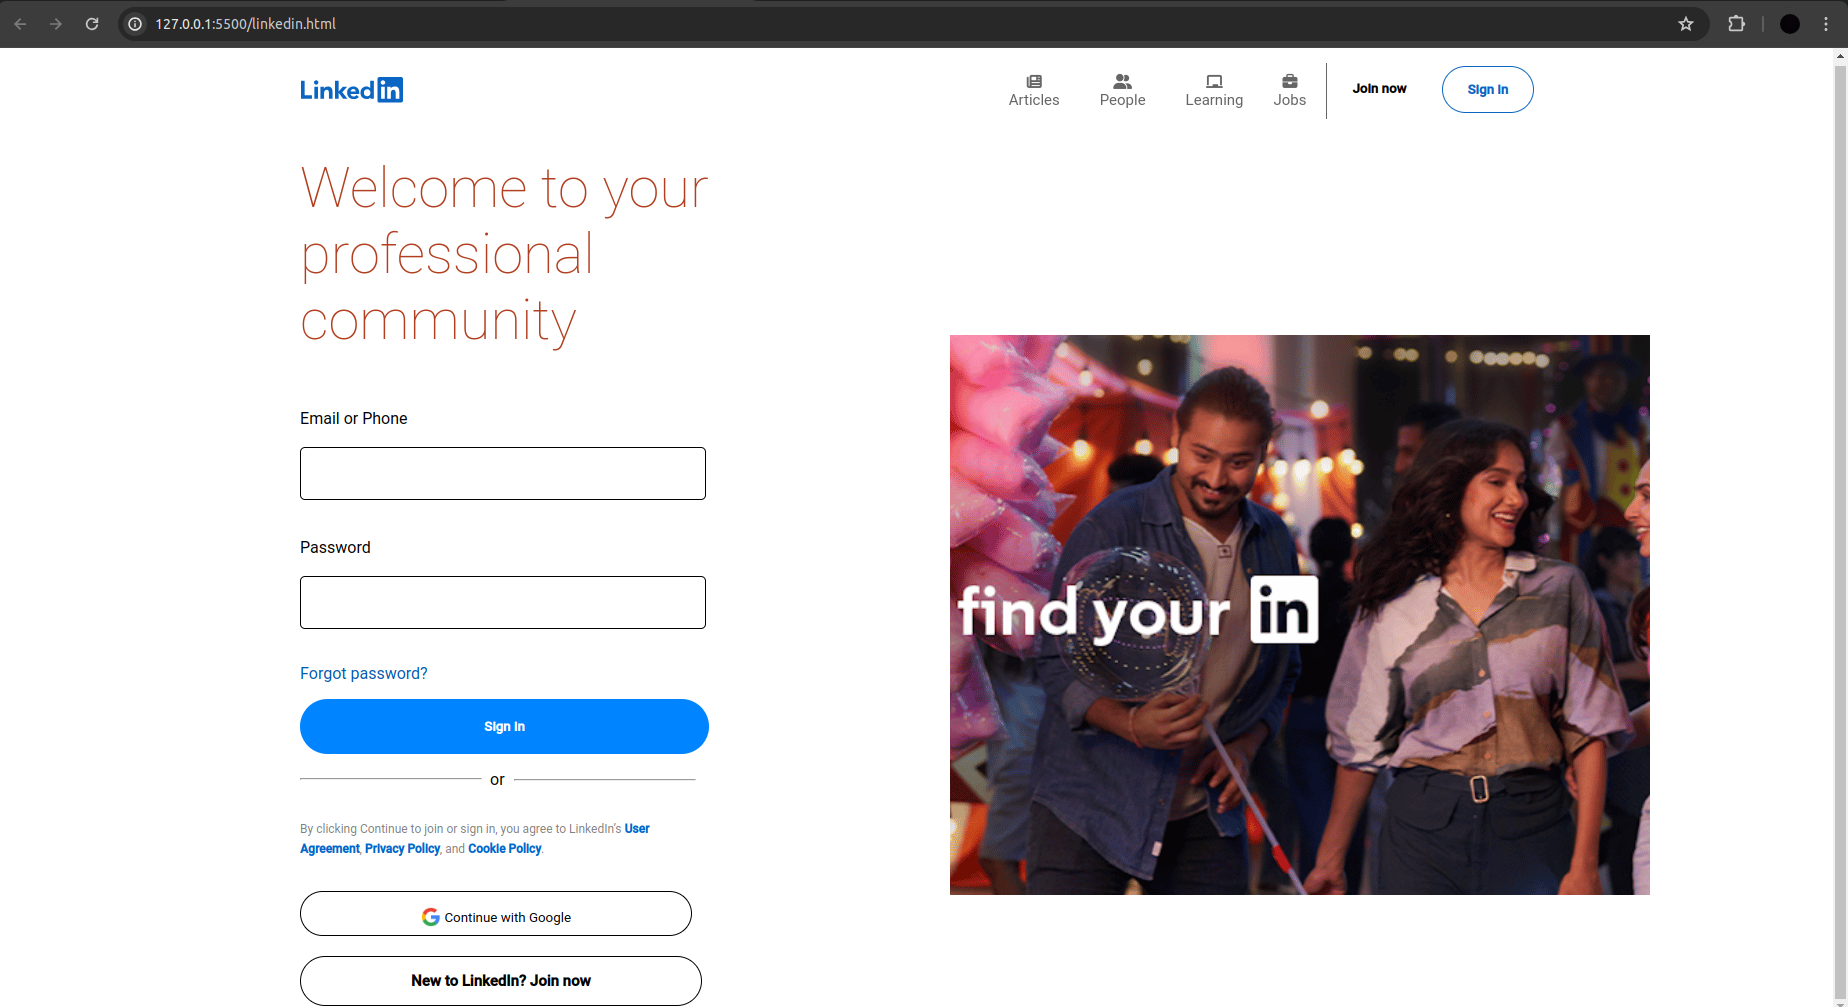 127.0.0.1:5500/linkedin.html
Linked in
Articles
People
Learning
Jobs
Join now
Sign in
Welcome to your
professional
community
Email or Phone
Password
Forgot password?
Sign in
or
By clicking Continue to join or sign in, you agree to LinkedIn’s User
Agreement, Privacy Policy, and Cookie Policy.
Continue with Google
New to LinkedIn? Join now
find your in